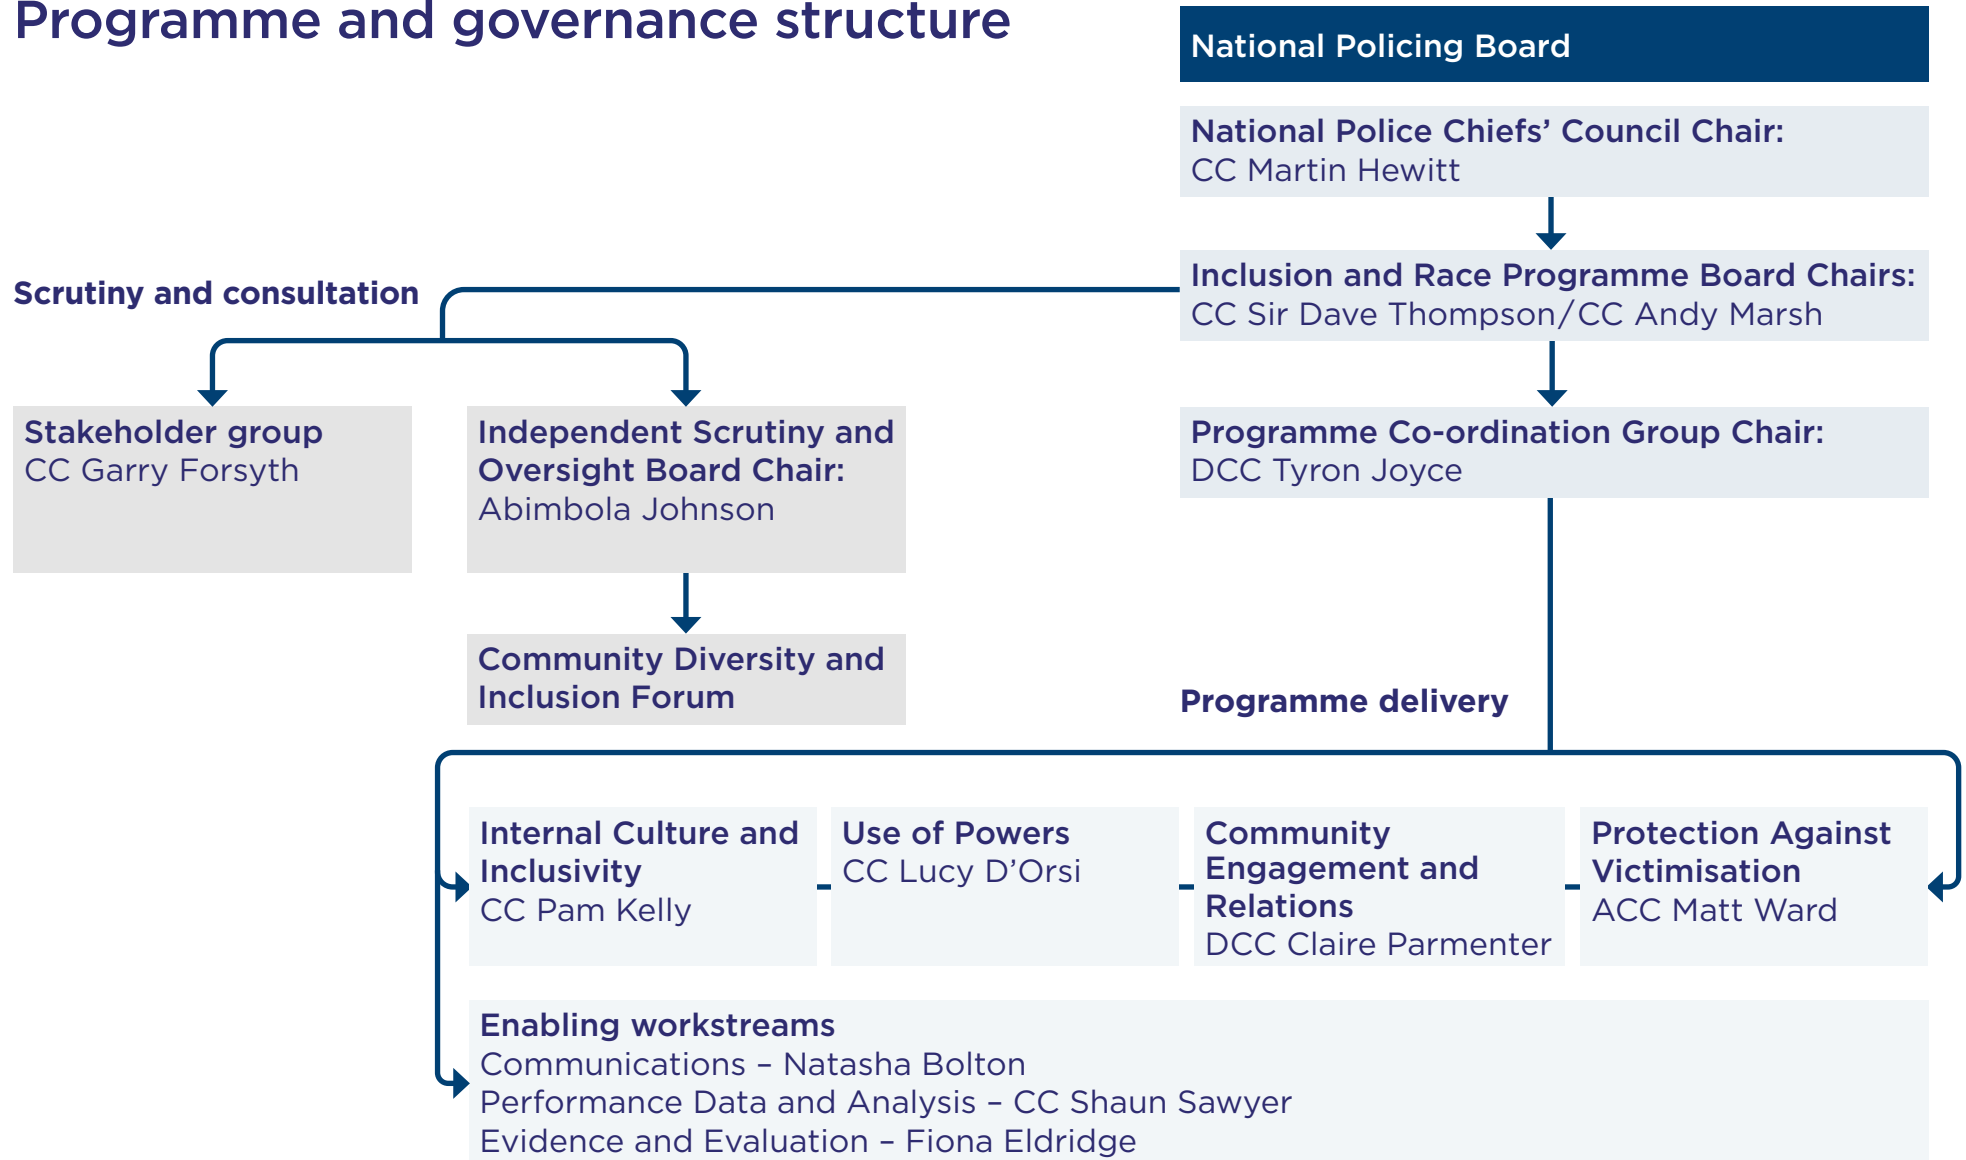 Programme and governance structure
National Policing Board
National Police Chiefs’ Council Chair:
CC Martin Hewitt
Inclusion and Race Programme Board Chairs:
CC Sir Dave Thompson/CC Andy Marsh
Scrutiny and consultation
Stakeholder group
CC Garry Forsyth
Independent Scrutiny and
Oversight Board Chair:
Abimbola Johnson
Programme Co-ordination Group Chair:
DCC Tyron Joyce
Community Diversity and
Inclusion Forum
Programme delivery
Internal Culture and
Inclusivity
CC Pam Kelly
Use of Powers
CC Lucy D’Orsi
Community
Engagement and
Relations
DCC Claire Parmenter
Protection Against
Victimisation
ACC Matt Ward
Enabling workstreams
Communications – Natasha Bolton
Performance Data and Analysis – CC Shaun Sawyer
Evidence and Evaluation – Fiona Eldridge